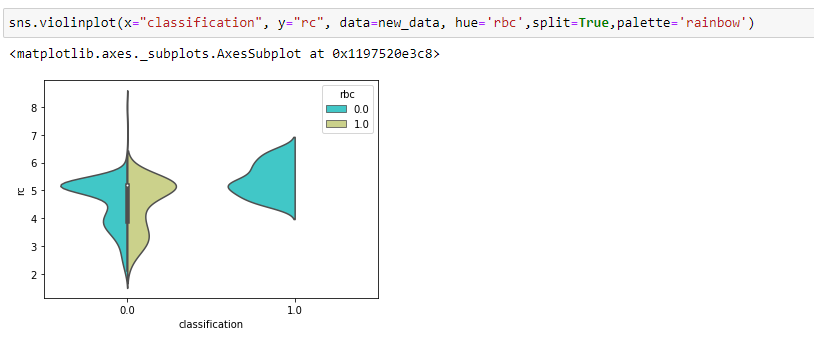 sns.violinplot(x="classification", y="rc", data=new_data, hue='rbc',split=True,palette='rainbow')
<matplotlib.axes._subplots.AxesSubplot at 0x1197520e3c8>
rbc
0.0
1.0
8
7
6
5
4
3
2
rc
0.0 1.0
classification